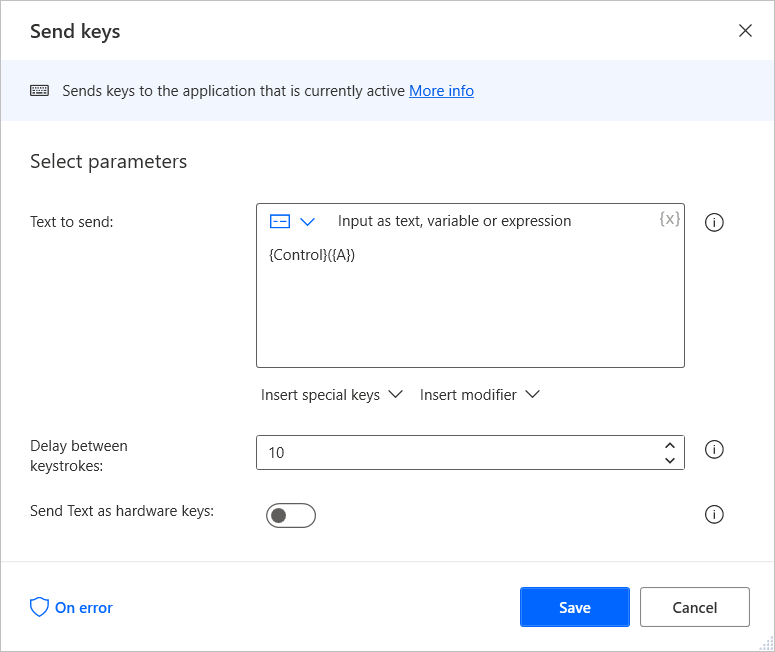 Send keys
Sends keys to the application that is currently active More info
Select parameters
Text to send:
Input as text, variable or expression
{x}
{Control}({A})
Insert special keys
Insert modifier
Delay between
keystrokes:
10
Send Text as hardware keys:
On error
Save
Cancel